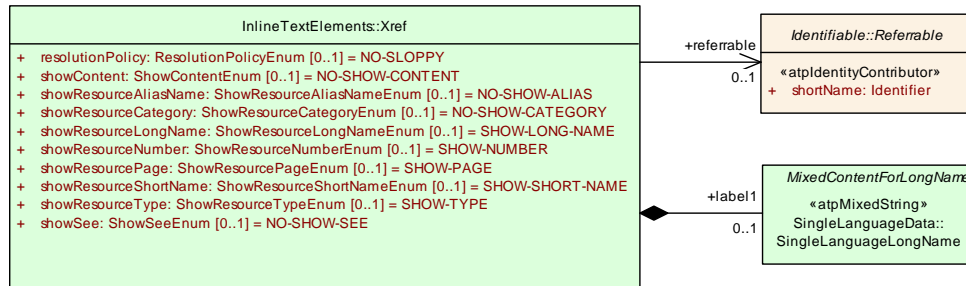 InlineTextElements::Xref
+ resolutionPolicy: ResolutionPolicyEnum [0..1] = NO-SLOPPY
+ showContent: ShowContentEnum [0..1] = NO-SHOW-CONTENT
+ showResourceAliasName: ShowResourceAliasNameEnum [0..1] = NO-SHOW-ALIAS
+ showResourceCategory: ShowResourceCategoryEnum [0..1] = NO-SHOW-CATEGORY
+ showResourceLongName: ShowResourceLongNameEnum [0..1] = SHOW-LONG-NAME
+ showResourceNumber: ShowResourceNumberEnum [0..1] = SHOW-NUMBER
+ showResourcePage: ShowResourcePageEnum [0..1] = SHOW-PAGE
+ showResourceShortName: ShowResourceShortNameEnum [0..1] = SHOW-SHORT-NAME
+ showResourceType: ShowResourceTypeEnum [0..1] = SHOW-TYPE
+ showSee: ShowSeeEnum [0..1] = NO-SHOW-SEE
+referrable
0..1
Identifiable::Referrable
«atpIdentityContributor»
+ shortName: Identifier
+label1
0..1
MixedContentForLongName
«atpMixedString»
SingleLanguageData::
SingleLanguageLongName